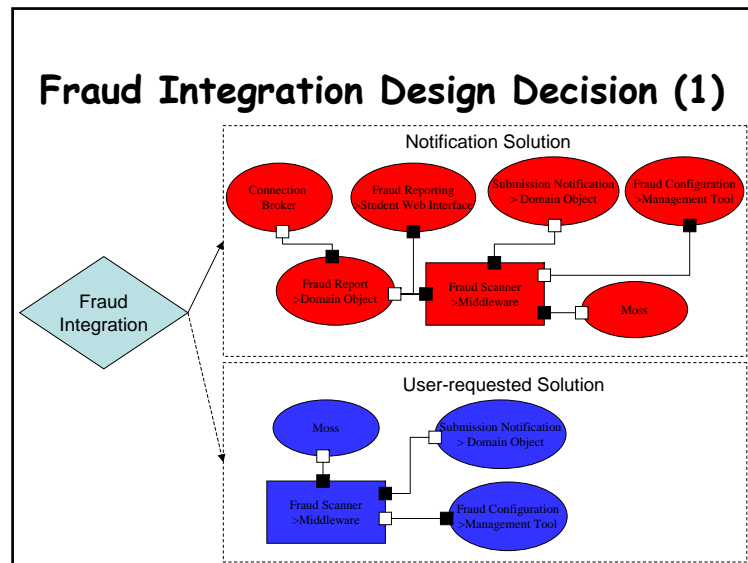 Fraud Integration Design Decision (1)
Notification Solution
Connection
Broker
Fraud Reporting
>Student Web Interface
Submission Notification
> Domain Object
Fraud Configuration
>Management Tool
Fraud Report
>Domain Object
Fraud Scanner
>Middleware
Moss
Fraud
Integration
User-requested Solution
Moss
Submission Notification
> Domain Object
Fraud Scanner
>Middleware
Fraud Configuration
>Management Tool